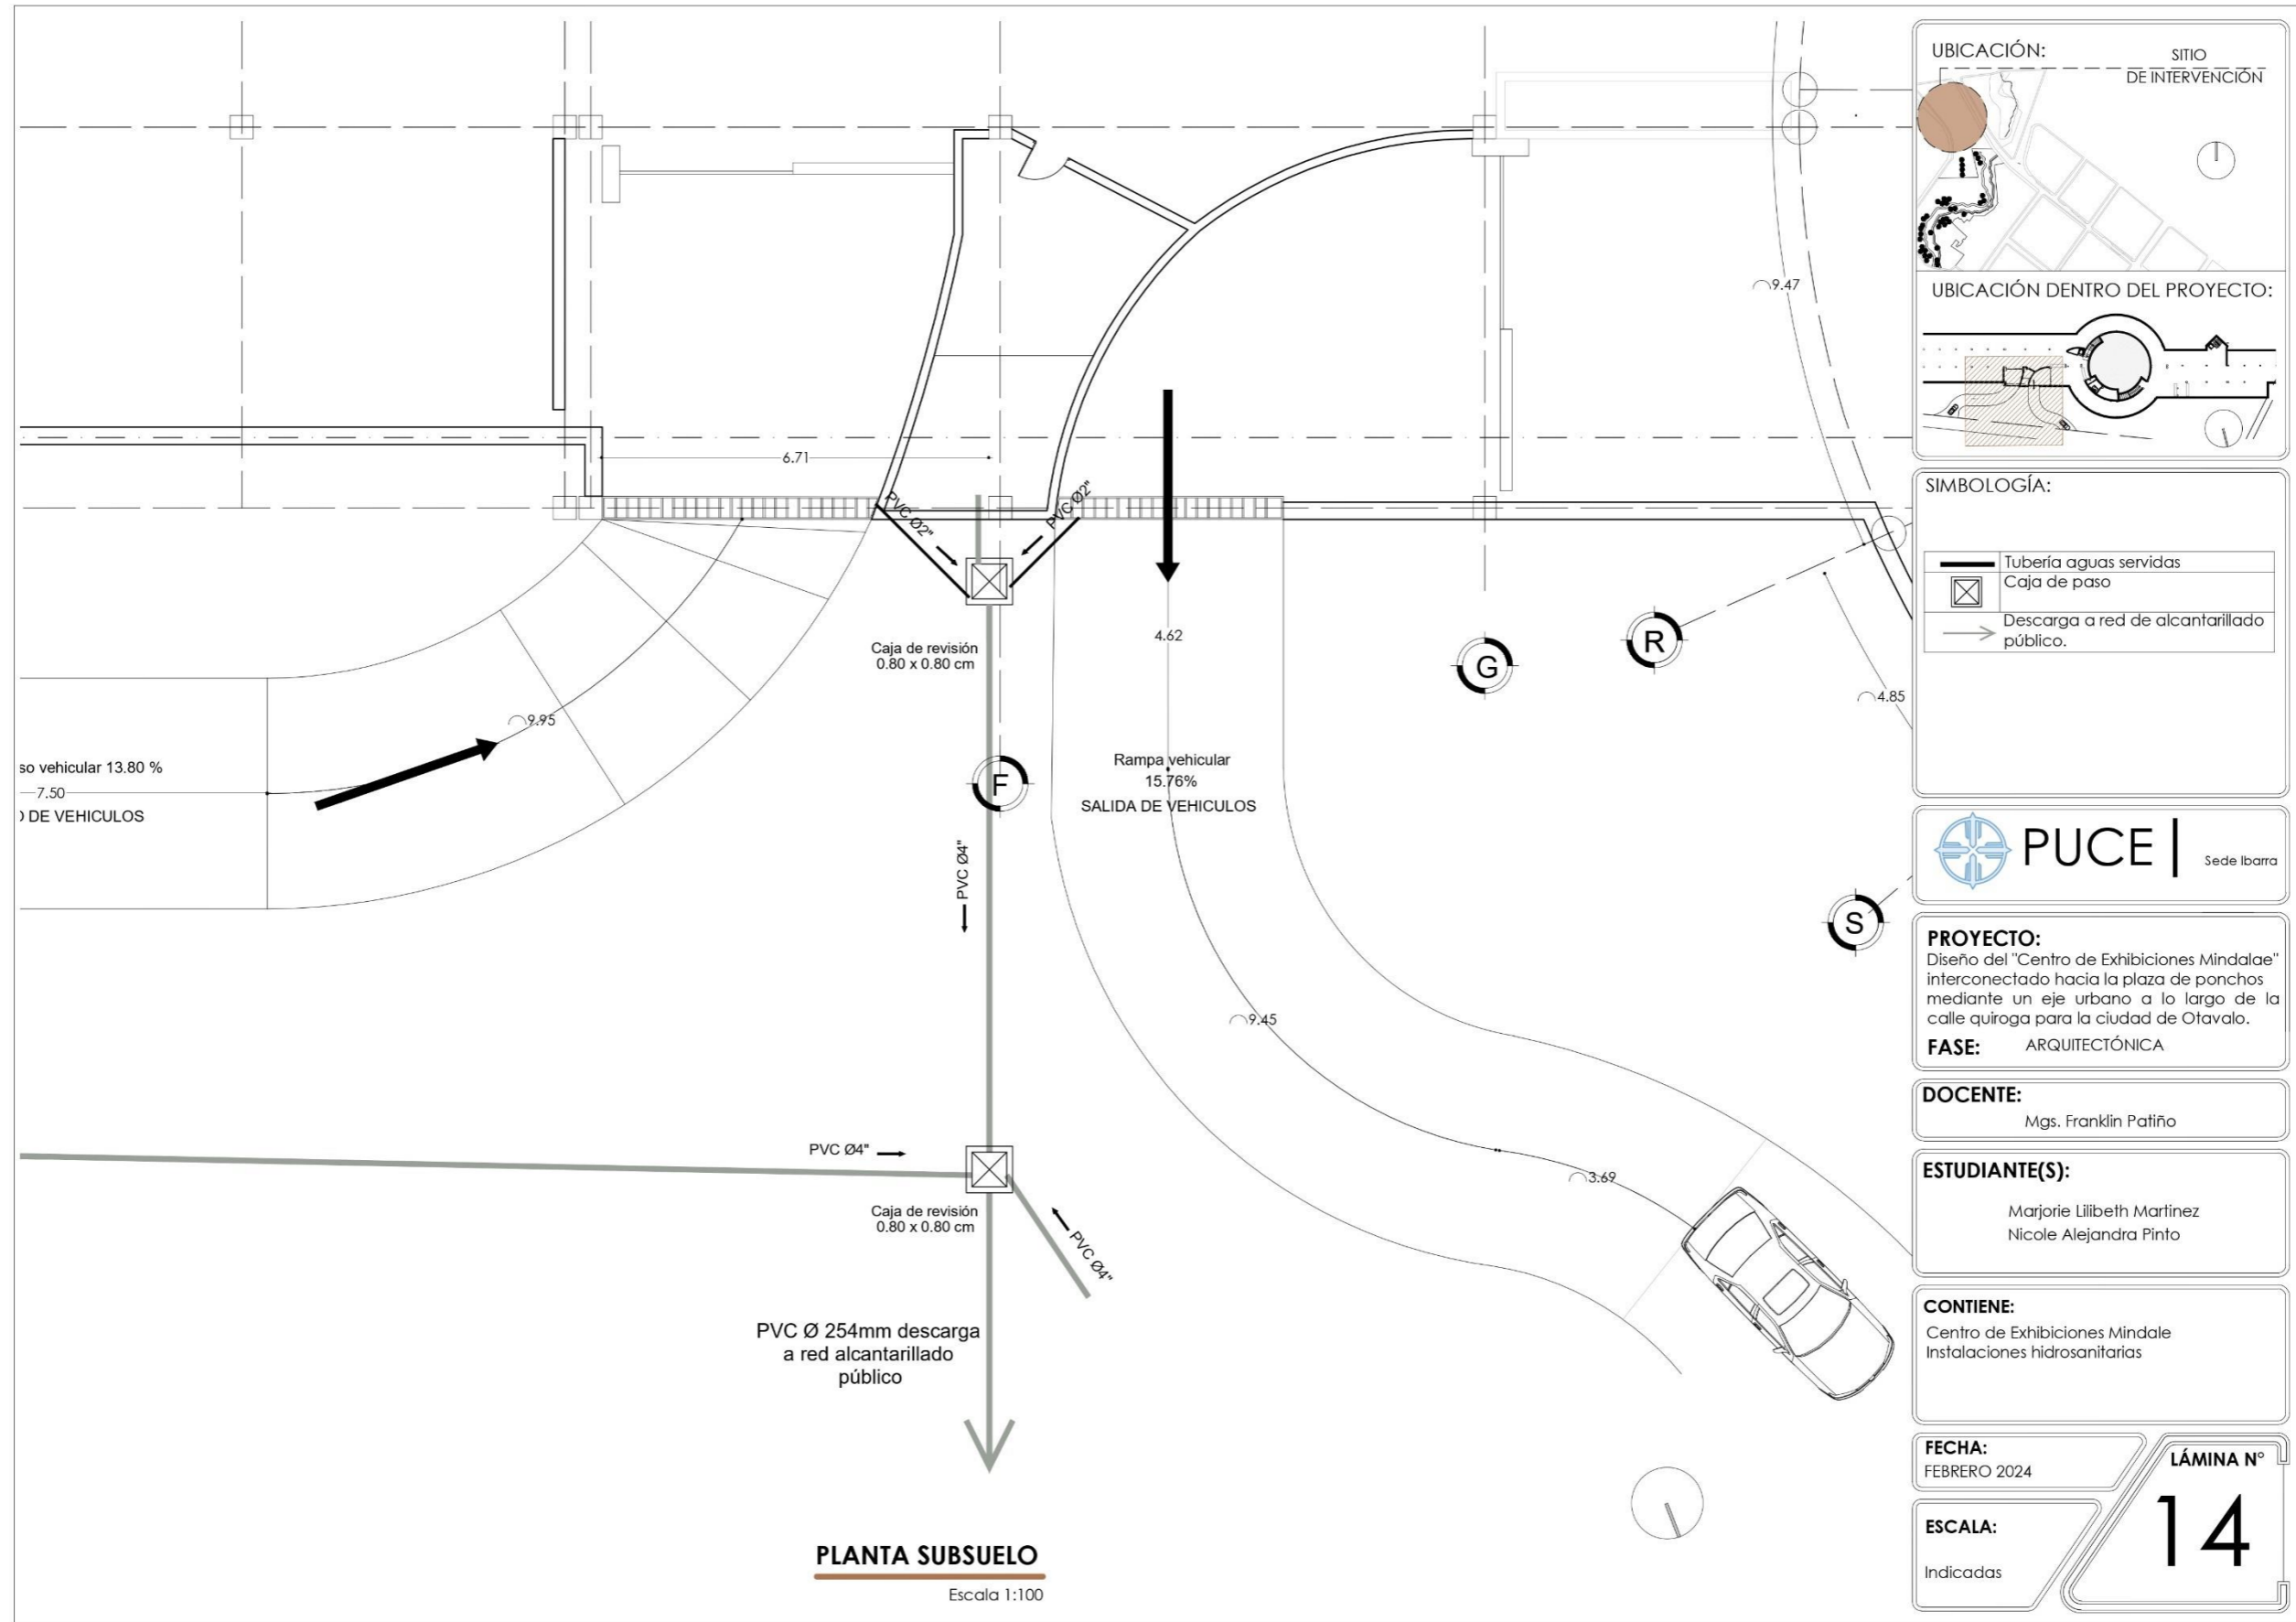 6.71
PVC Ø2"
PVC Ø2"
9.47
Caja de revisión
0.80 x 0.80 cm
4.62
G
R
4.85
9.95
so vehicular 13.80 %
7.50
DE VEHICULOS
F
Rampa vehicular
15.76%
SALIDA DE VEHICULOS
PVC Ø4"
S
9.45
PVC Ø4"
3.69
Caja de revisión
0.80 x 0.80 cm
PVC Ø4"
PVC Ø 254mm descarga
a red alcantarillado
público
PLANTA SUBSUELO
Escala 1:100
UBICACIÓN:
SITIO
DE INTERVENCIÓN
UBICACIÓN DENTRO DEL PROYECTO:
SIMBOLOGÍA:
Tubería aguas servidas
Caja de paso
Descarga a red de alcantarillado
público.
PUCE
Sede Ibarra
PROYECTO:
Diseño del "Centro de Exhibiciones Mindalae"
interconectado hacia la plaza de ponchos
mediante un eje urbano a lo largo de la
calle quiroga para la ciudad de Otavalo.
FASE: ARQUITECTÓNICA
DOCENTE:
Mgs. Franklin Patiño
ESTUDIANTE(S):
Marjorie Lilibeth Martinez
Nicole Alejandra Pinto
CONTIENE:
Centro de Exhibiciones Mindale
Instalaciones hidrosanitarias
FECHA:
FEBRERO 2024
ESCALA:
Indicadas
LÁMINA N°
14